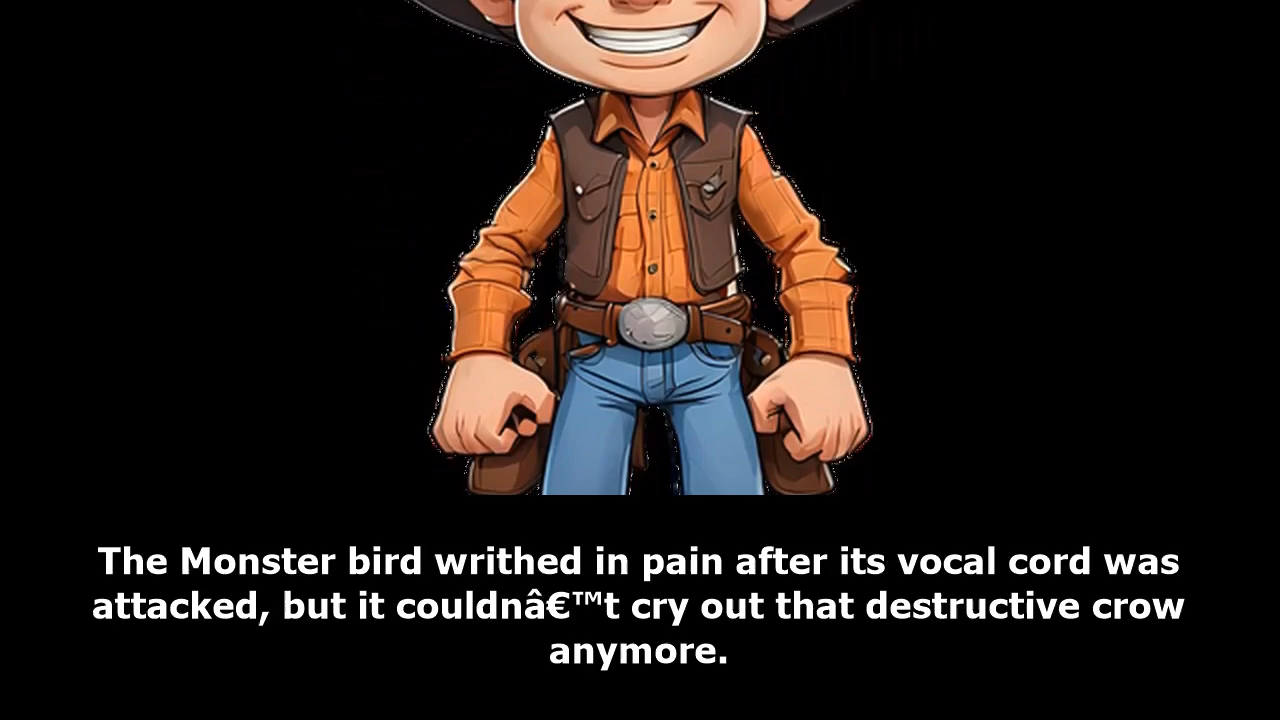 The Monster bird writhed in pain after its vocal cord was
attacked, but it couldnâ€™t cry out that destructive crow
anymore.